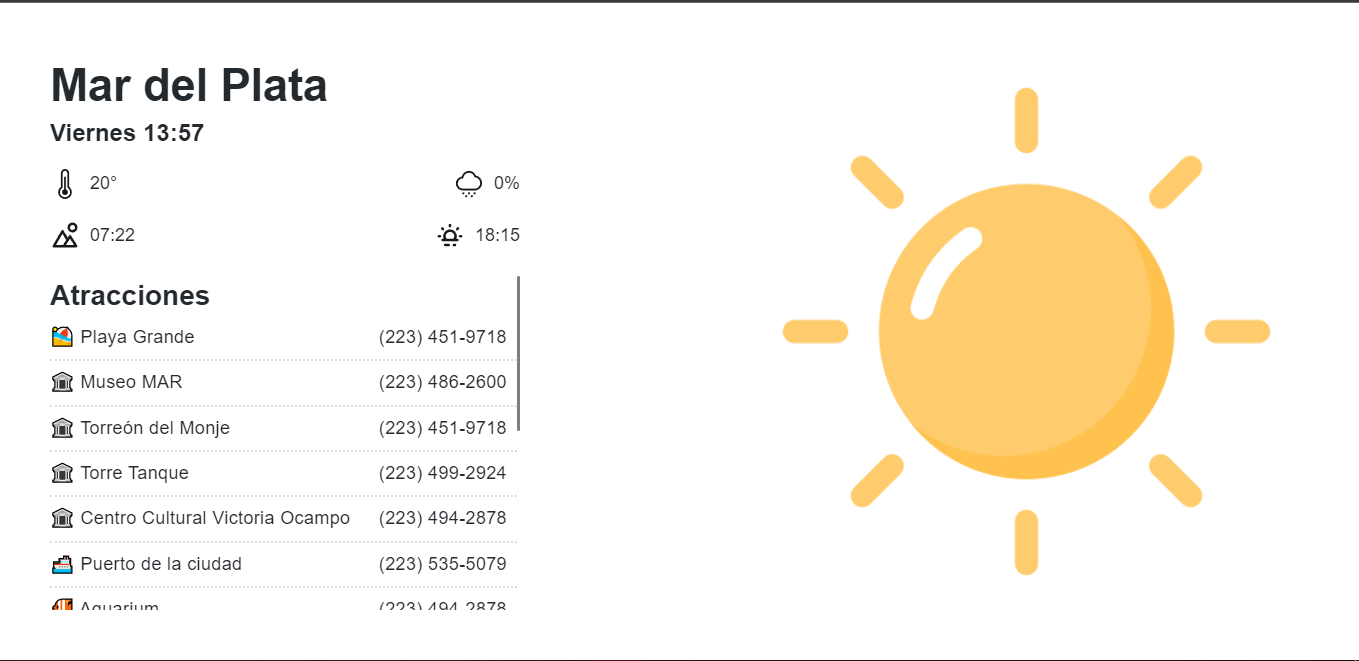 Mar del Plata
Viernes 13:57
20° 0%
07:22 18:15
Atracciones
Playa Grande (223) 451-9718
Museo MAR (223) 486-2600
Torreón del Monje (223) 451-9718
Torre Tanque (223) 499-2924
Centro Cultural Victoria Ocampo (223) 494-2878
Puerto de la ciudad (223) 535-5079
Aquarium (223) 494-2878